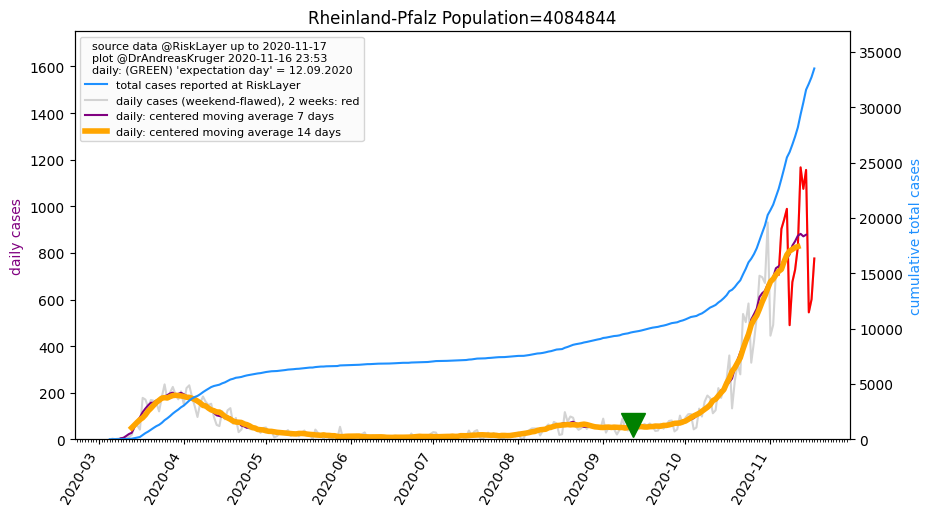 Rheinland-Pfalz Population=4084844
source data @RiskLayer up to 2020-11-17
plot @DrAndreasKruger 2020-11-16 23:53
daily: (GREEN) 'expectation day' = 12.09.2020
total cases reported at RiskLayer
daily cases (weekend-flawed), 2 weeks: red
daily: centered moving average 7 days
daily: centered moving average 14 days
daily cases
1600
1400
1200
1000
800
600
400
200
0
35000
30000
25000
20000
15000
10000
5000
0
cumulative total cases
2020-03
2020-04
2020-05
2020-06
2020-07
2020-08
2020-09
2020-10
2020-11